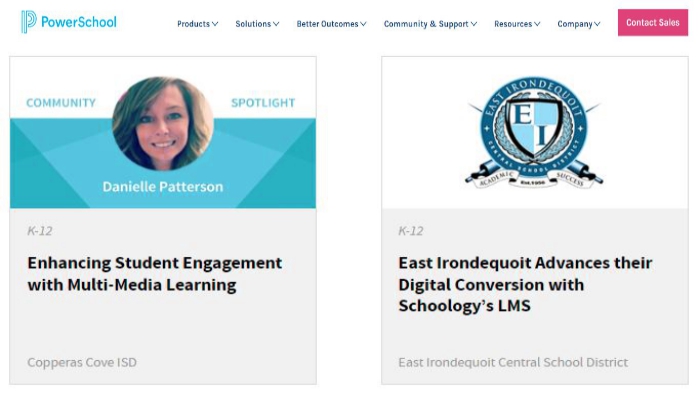 PowerSchool
Products Solutions Better Outcomes Community & Support Resources Company Contact Sales
COMMUNITY SPOTLIGHT
Danielle Patterson
EAST IRONDEQUOIT
EI
CENTRAL SCHOOL DISTRICT
ACADEMIC SUCCESS
Est. 1956
K-12
Enhancing Student Engagement
with Multi-Media Learning
Copperas Cove ISD
K-12
East Irondequoit Advances their
Digital Conversion with
Schoology's LMS
East Irondequoit Central School District